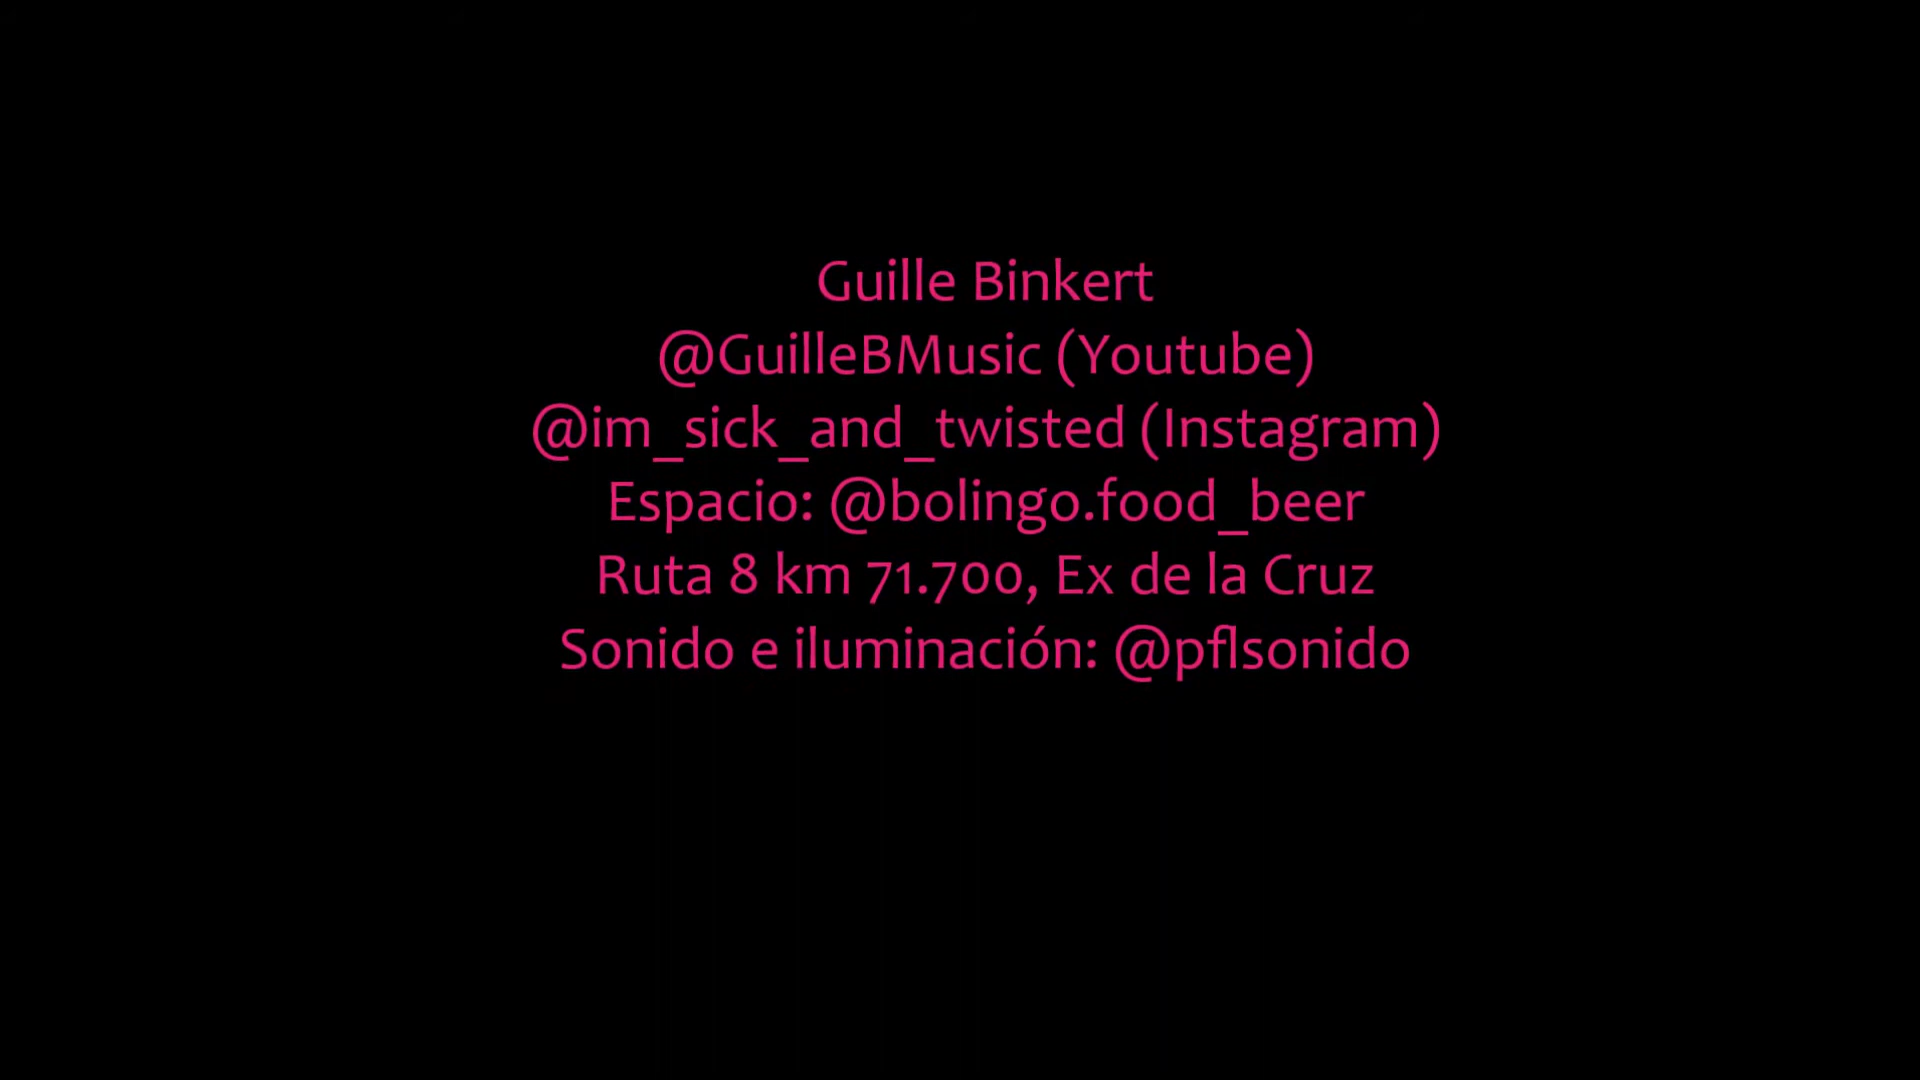 Guille Binkert
@GuilleBMusic (Youtube)
@im_sick_and_twisted (Instagram)
Espacio: @bolingo.food_beer
Ruta 8 km 71.700, Ex de la Cruz
Sonido e iluminación: @pflsonido